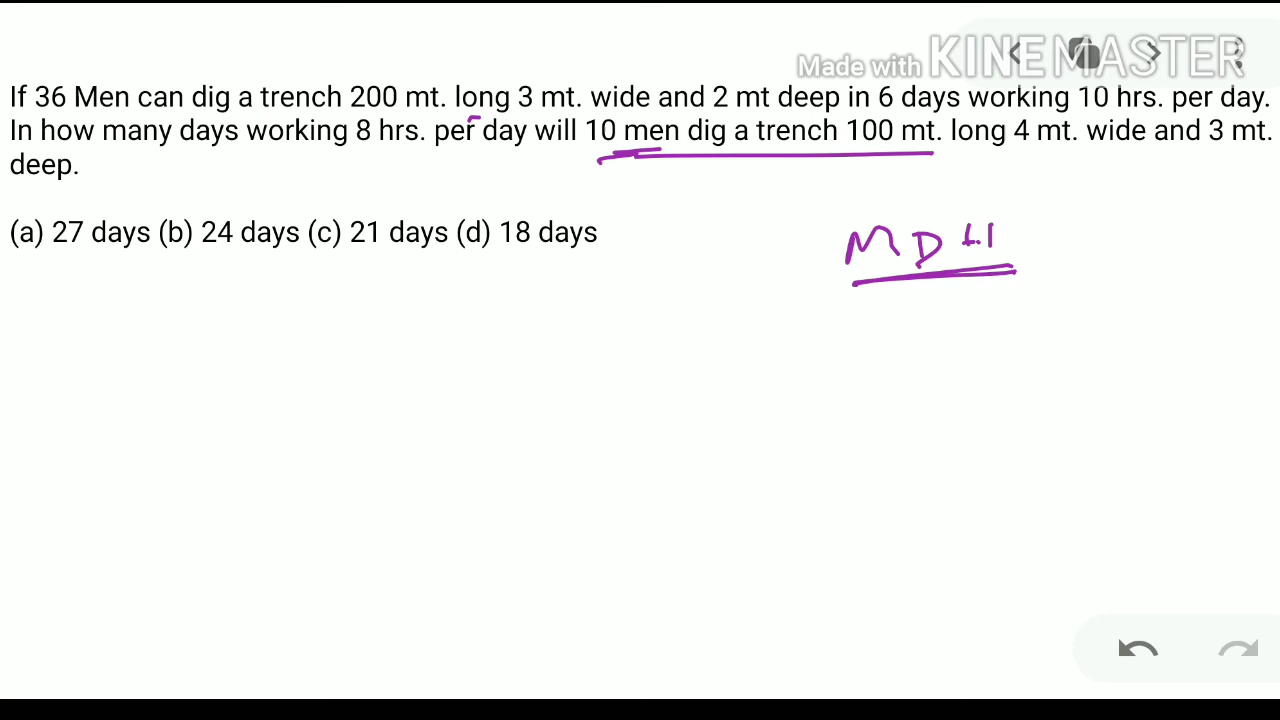 Made with KINEMASTER
If 36 Men can dig a trench 200 mt. long 3 mt. wide and 2 mt deep in 6 days working 10 hrs. per day.
In how many days working 8 hrs. per day will 10 men dig a trench 100 mt. long 4 mt. wide and 3 mt.
deep.
(a) 27 days (b) 24 days (c) 21 days (d) 18 days
M D H